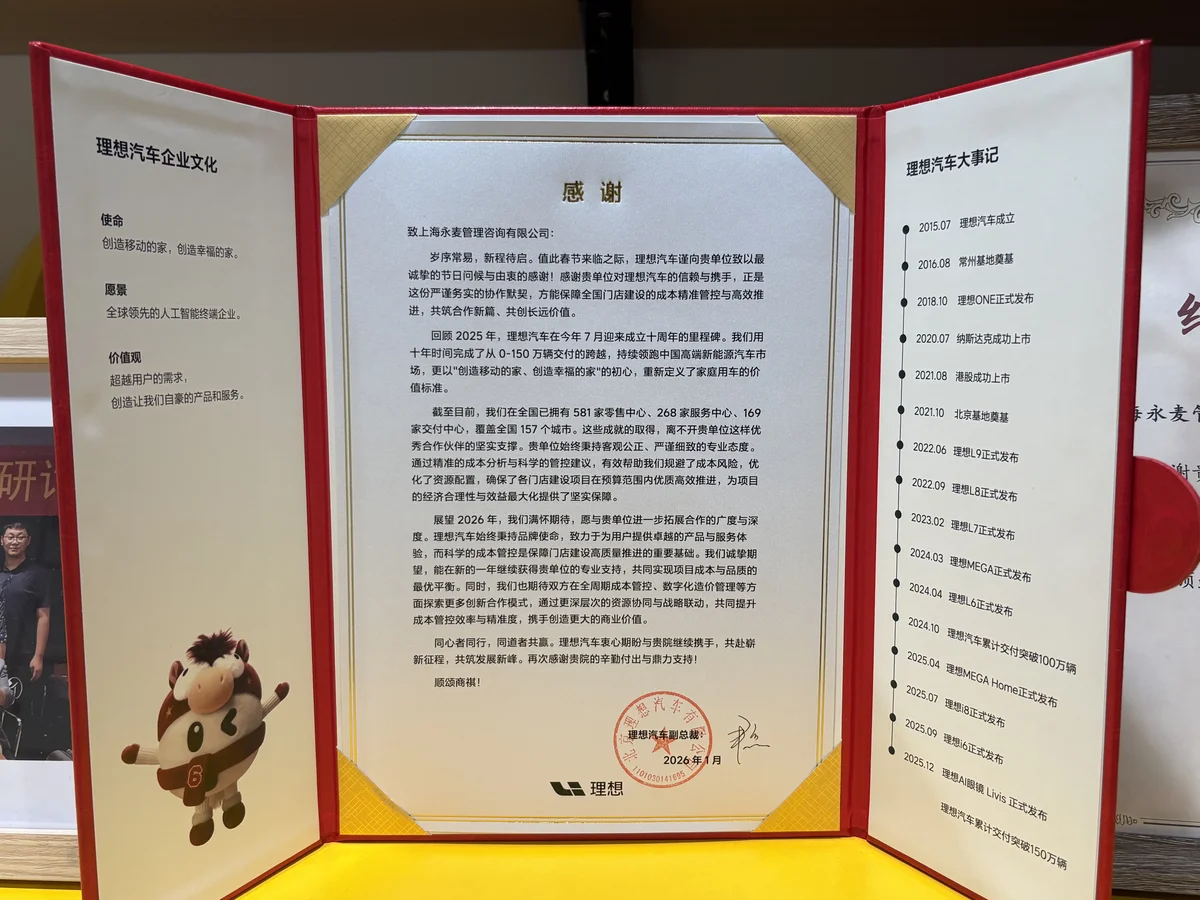 理想汽车企业文化
使命
创造移动的家，创造幸福的家。
愿景
全球领先的人工智能终端企业。
价值观
超越用户的需求，
创造让我们自豪的产品和服务。
6
感谢
致上海永麦管理咨询有限公司：
岁序常易，新程待启。值此春节来临之际，理想汽车谨向贵单位致以最
诚挚的节日问候与由衷的感谢！感谢贵单位对理想汽车的信赖与携手，正是
这份严谨务实的协作默契，方能保障全国门店建设的成本精准管控与高效推
进，共筑合作新篇、共创长远价值。
回顾 2025 年，理想汽车在今年 7 月迎来成立十周年的里程碑。我们用
十年时间完成了从 0-150 万辆交付的跨越，持续领跑中国高端新能源汽车市
场，更以"创造移动的家、创造幸福的家"的初心，重新定义了家庭用车的价
值标准。
截至目前，我们在全国已拥有 581 家零售中心、268 家服务中心、169
家交付中心，覆盖全国 157 个城市。这些成就的取得，离不开贵单位这样优
秀合作伙伴的坚实支撑。贵单位始终秉持客观公正、严谨细致的专业态度。
通过精准的成本分析与科学的管控建议，有效帮助我们规避了成本风险，优
化了资源配置，确保了各门店建设项目在预算范围内优质高效推进，为项目
的经济合理性与效益最大化提供了坚实保障。
展望 2026 年，我们满怀期待，愿与贵单位进一步拓展合作的广度与深
度。理想汽车始终秉持品牌使命，致力于为用户提供卓越的产品与服务体
验，而科学的成本管控是保障门店建设高质量推进的重要基础。我们诚挚期
望，能在新的一年继续获得贵单位的专业支持，共同实现项目成本与品质的
最优平衡。同时，我们也期待双方在全周期成本管控、数字化造价管理等方
面探索更多创新合作模式，通过更深层次的资源协同与战略联动，共同提升
成本管控效率与精准度，携手创造更大的商业价值。
同心者同行，同道者共赢。理想汽车衷心期盼与贵院继续携手，共赴崭
新征程，共筑发展新峰。再次感谢贵院的辛勤付出与鼎力支持！
顺颂商祺！
理想汽车副总裁：
2026 年 1 月
北京理想汽车有限公司
1101030141695
理想
理想汽车大事记
2015.07 理想汽车成立
2016.08 常州基地奠基
2018.10 理想ONE正式发布
2020.07 纳斯达克成功上市
2021.08 港股成功上市
2021.10 北京基地奠基
2022.06 理想L9正式发布
2022.09 理想L8正式发布
2023.02 理想L7正式发布
2024.03 理想MEGA正式发布
2024.04 理想L6正式发布
2024.10 理想汽车累计交付突破100万辆
2025.04 理想MEGA Home正式发布
2025.07 理想i8正式发布
2025.09 理想i6正式发布
2025.12 理想AI眼镜 Livis 正式发布
理想汽车累计交付突破150万辆
研
海永麦管